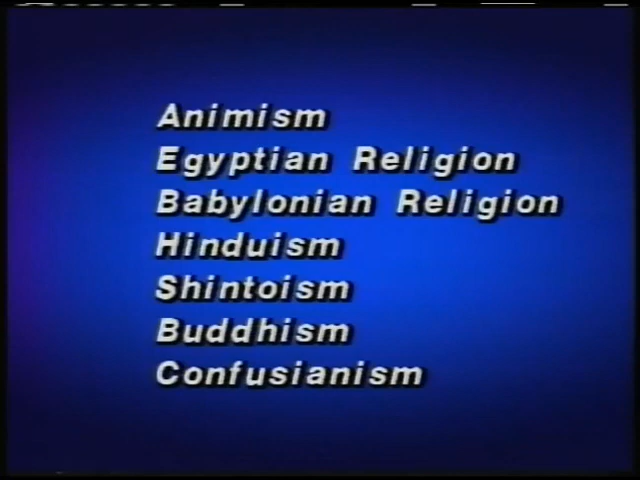 Animism
Egyptian Religion
Babylonian Religion
Hinduism
Shintoism
Buddhism
Confusianism